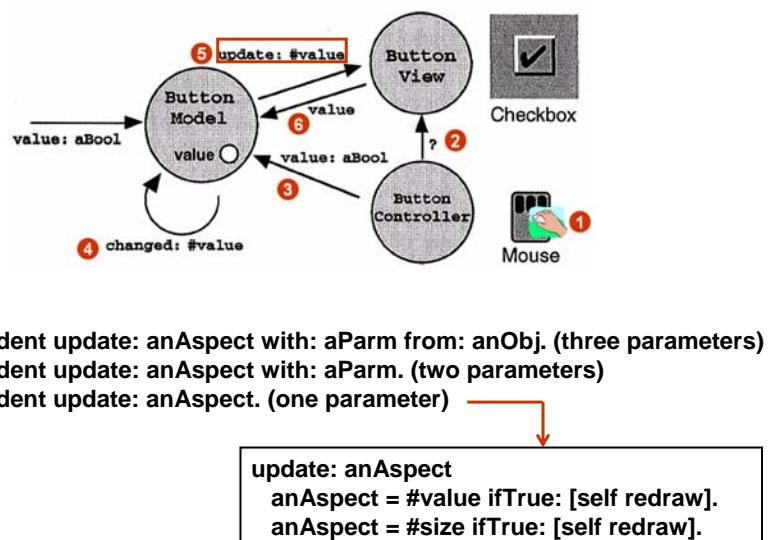 5 update: #value
Button
View
Checkbox
Button
Model
6 value
value: aBool
value
? 2
value: aBool
3
Button
Controller
1
4 changed: #value
Mouse
dent update: anAspect with: aParm from: anObj. (three parameters)
dent update: anAspect with: aParm. (two parameters)
dent update: anAspect. (one parameter)
update: anAspect
anAspect = #value ifTrue: [self redraw].
anAspect = #size ifTrue: [self redraw].